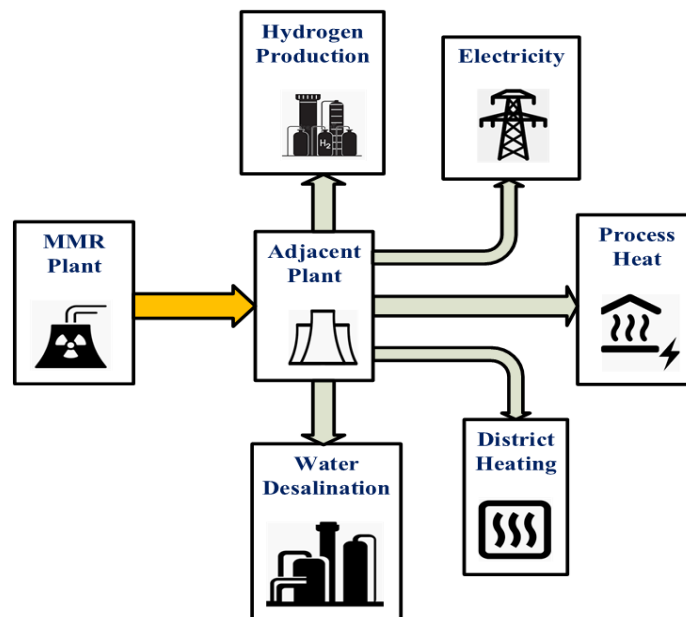 Hydrogen
Production
H2
Electricity
MMR
Plant
Adjacent
Plant
Process
Heat
Water
Desalination
District
Heating